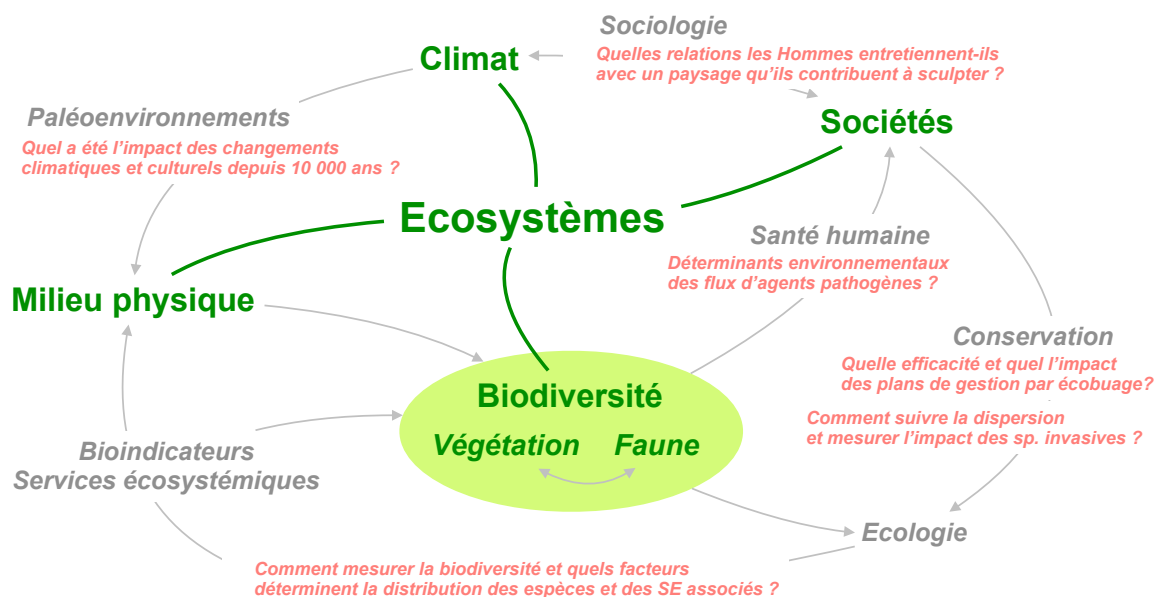 Sociologie
Quelles relations les Hommes entretiennent-ils
avec un paysage qu'ils contribuent à sculpter ?
Climat
Paléoenvironnements
Quel a été l'impact des changements
climatiques et culturels depuis 10 000 ans ?
Sociétés
Ecosystèmes
Santé humaine
Déterminants environnementaux
des flux d'agents pathogènes ?
Milieu physique
Conservation
Quelle efficacité et quel l'impact
des plans de gestion par écobuage?
Comment suivre la dispersion
et mesurer l'impact des sp. invasives ?
Biodiversité
Végétation Faune
Bioindicateurs
Services écosystémiques
Ecologie
Comment mesurer la biodiversité et quels facteurs
déterminent la distribution des espèces et des SE associés ?